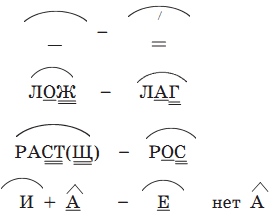 –
ЛОЖ – ЛАГ
РАСТ(Щ) – РОС
И + А – Е нет А